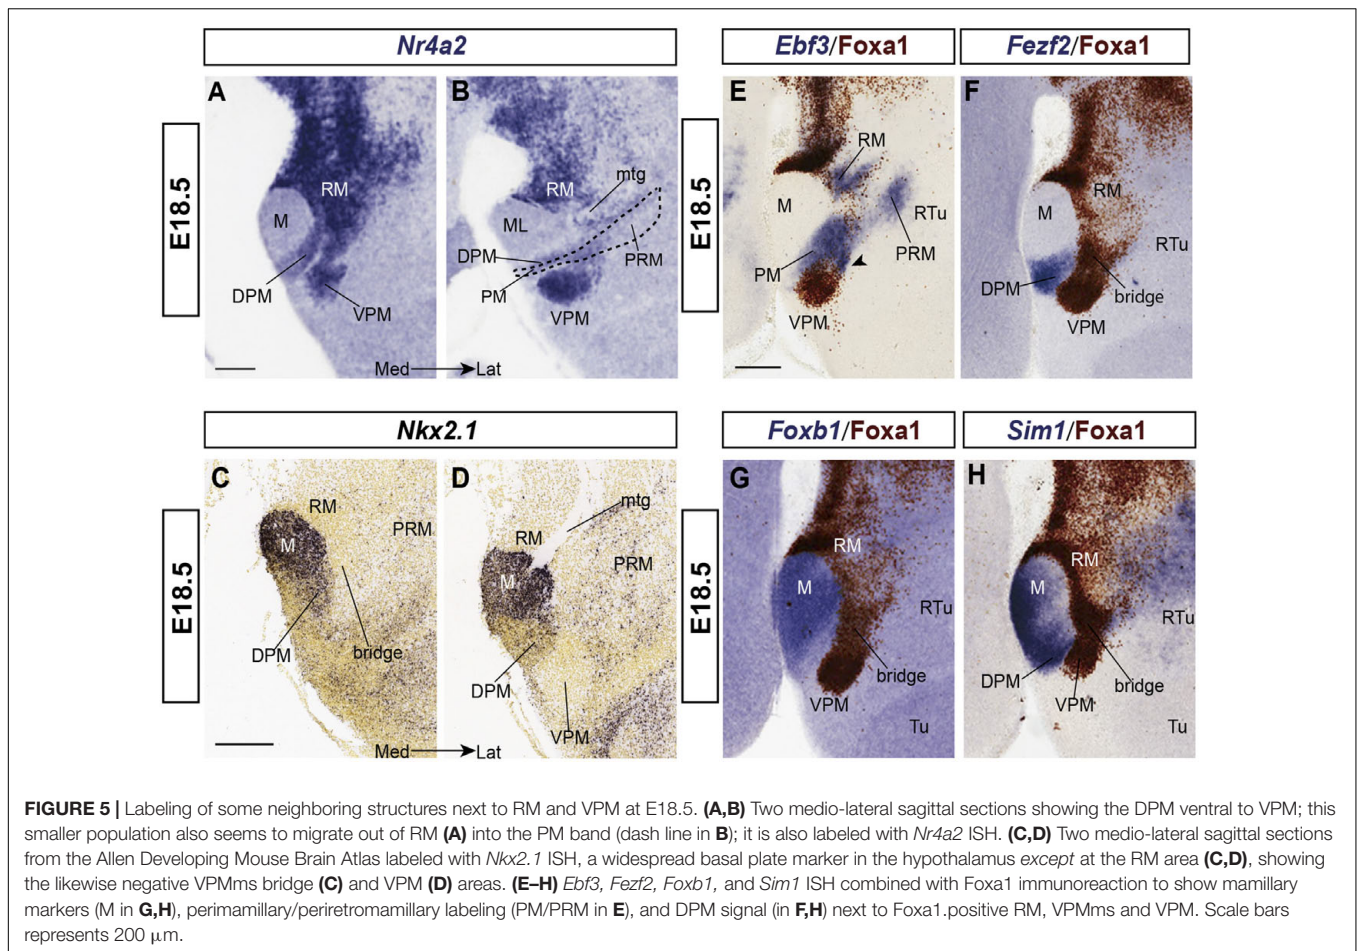 Nr4a2
Ebf3/Foxa1
Fezf2/Foxa1
E18.5
A
RM
M
DPM
VPM
Med
B
RM
mtg
ML
DPM
PRM
PM
VPM
Lat
E18.5
E
RM
M
RTu
PRM
PM
VPM
F
RM
M
RTu
DPM
bridge
VPM
Nkx2.1
Foxb1/Foxa1
Sim1/Foxa1
E18.5
C
RM
PRM
M
DPM
bridge
Med
D
mtg
RM
PRM
M
DPM
VPM
Lat
E18.5
G
RM
M
RTu
bridge
VPM
Tu
H
RM
M
RTu
DPM
bridge
VPM
Tu
FIGURE 5 | Labeling of some neighboring structures next to RM and VPM at E18.5. (A,B) Two medio-lateral sagittal sections showing the DPM ventral to VPM; this
smaller population also seems to migrate out of RM (A) into the PM band (dash line in B); it is also labeled with Nr4a2 ISH. (C,D) Two medio-lateral sagittal sections
from the Allen Developing Mouse Brain Atlas labeled with Nkx2.1 ISH, a widespread basal plate marker in the hypothalamus except at the RM area (C,D), showing
the likewise negative VPMms bridge (C) and VPM (D) areas. (E–H) Ebf3, Fezf2, Foxb1, and Sim1 ISH combined with Foxa1 immunoreaction to show mamillary
markers (M in G,H), perimamillary/periretromamillary labeling (PM/PRM in E), and DPM signal (in F,H) next to Foxa1.positive RM, VPMms and VPM. Scale bars
represents 200 μm.